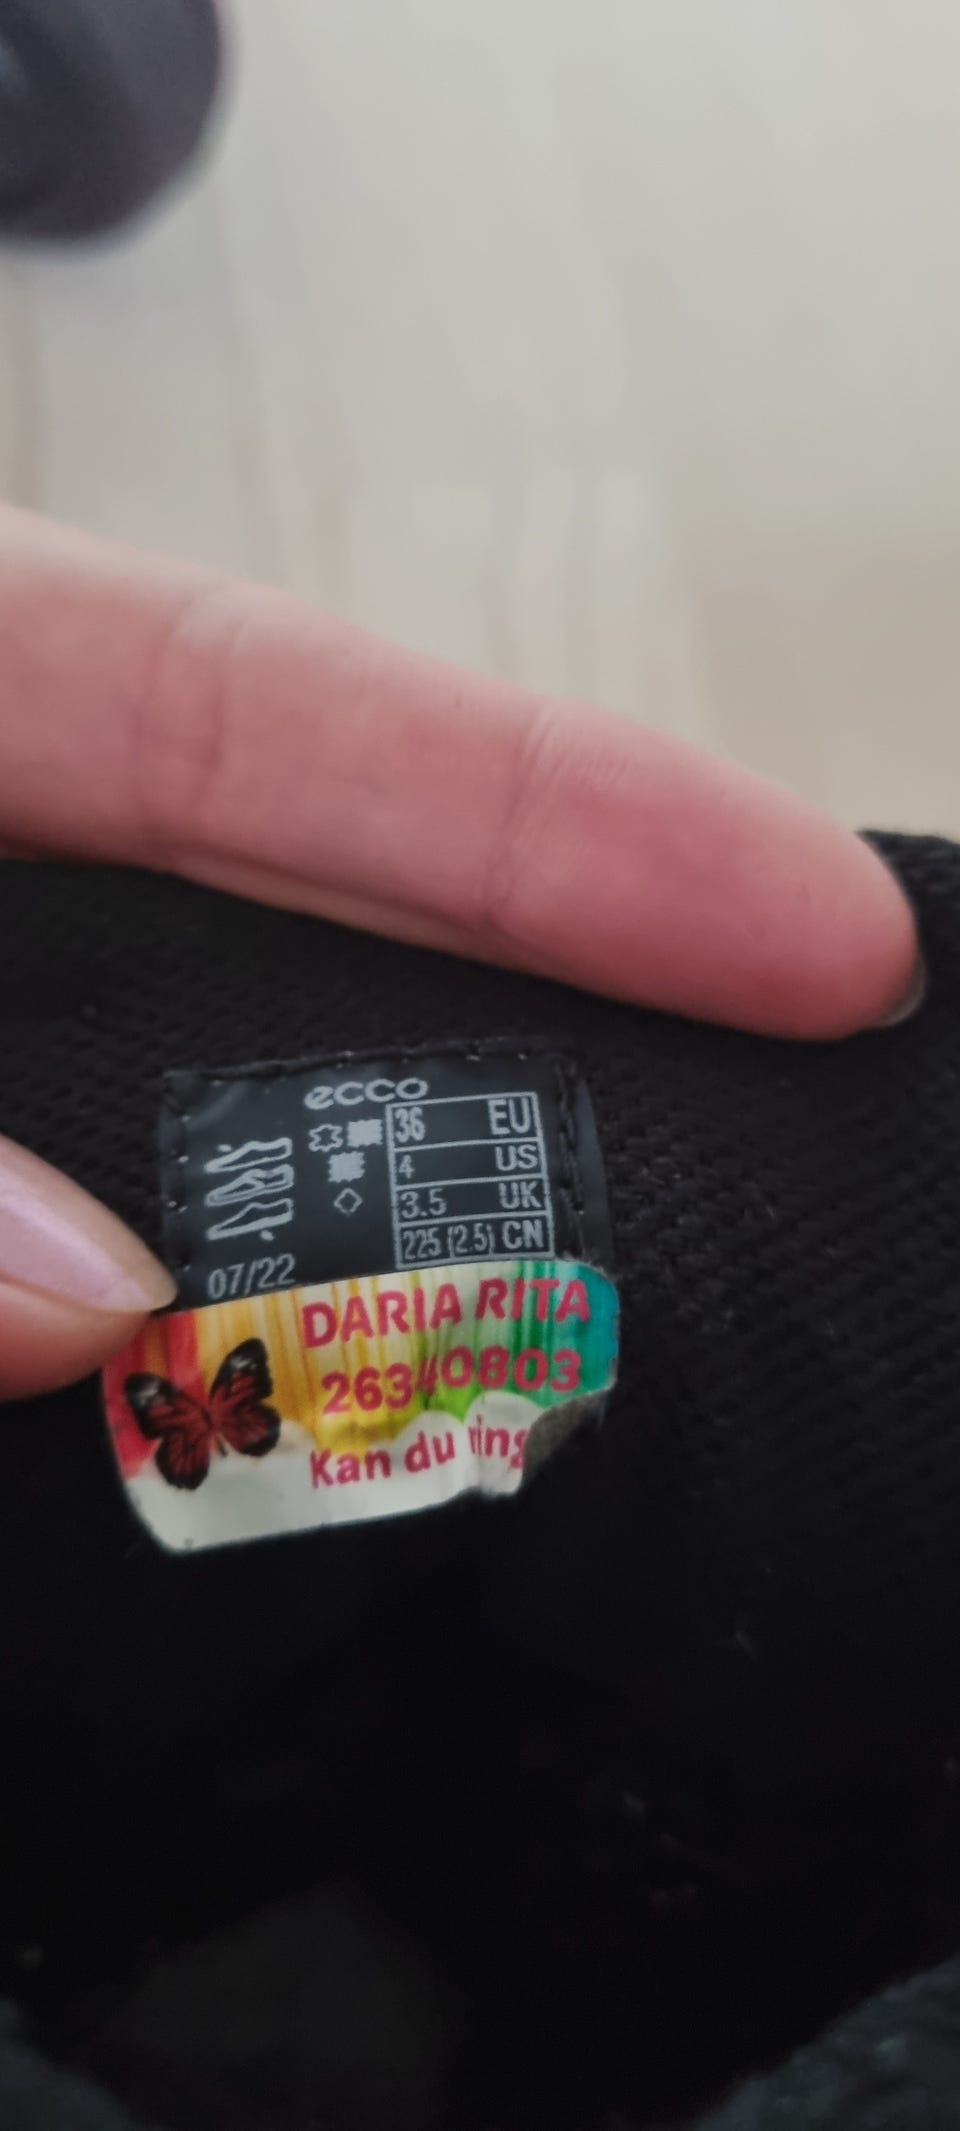 ecco
36 EU
4 US
3.5 UK
225 (2.5) CN
07/22
DARIA RITA
26340803
Kan du ring